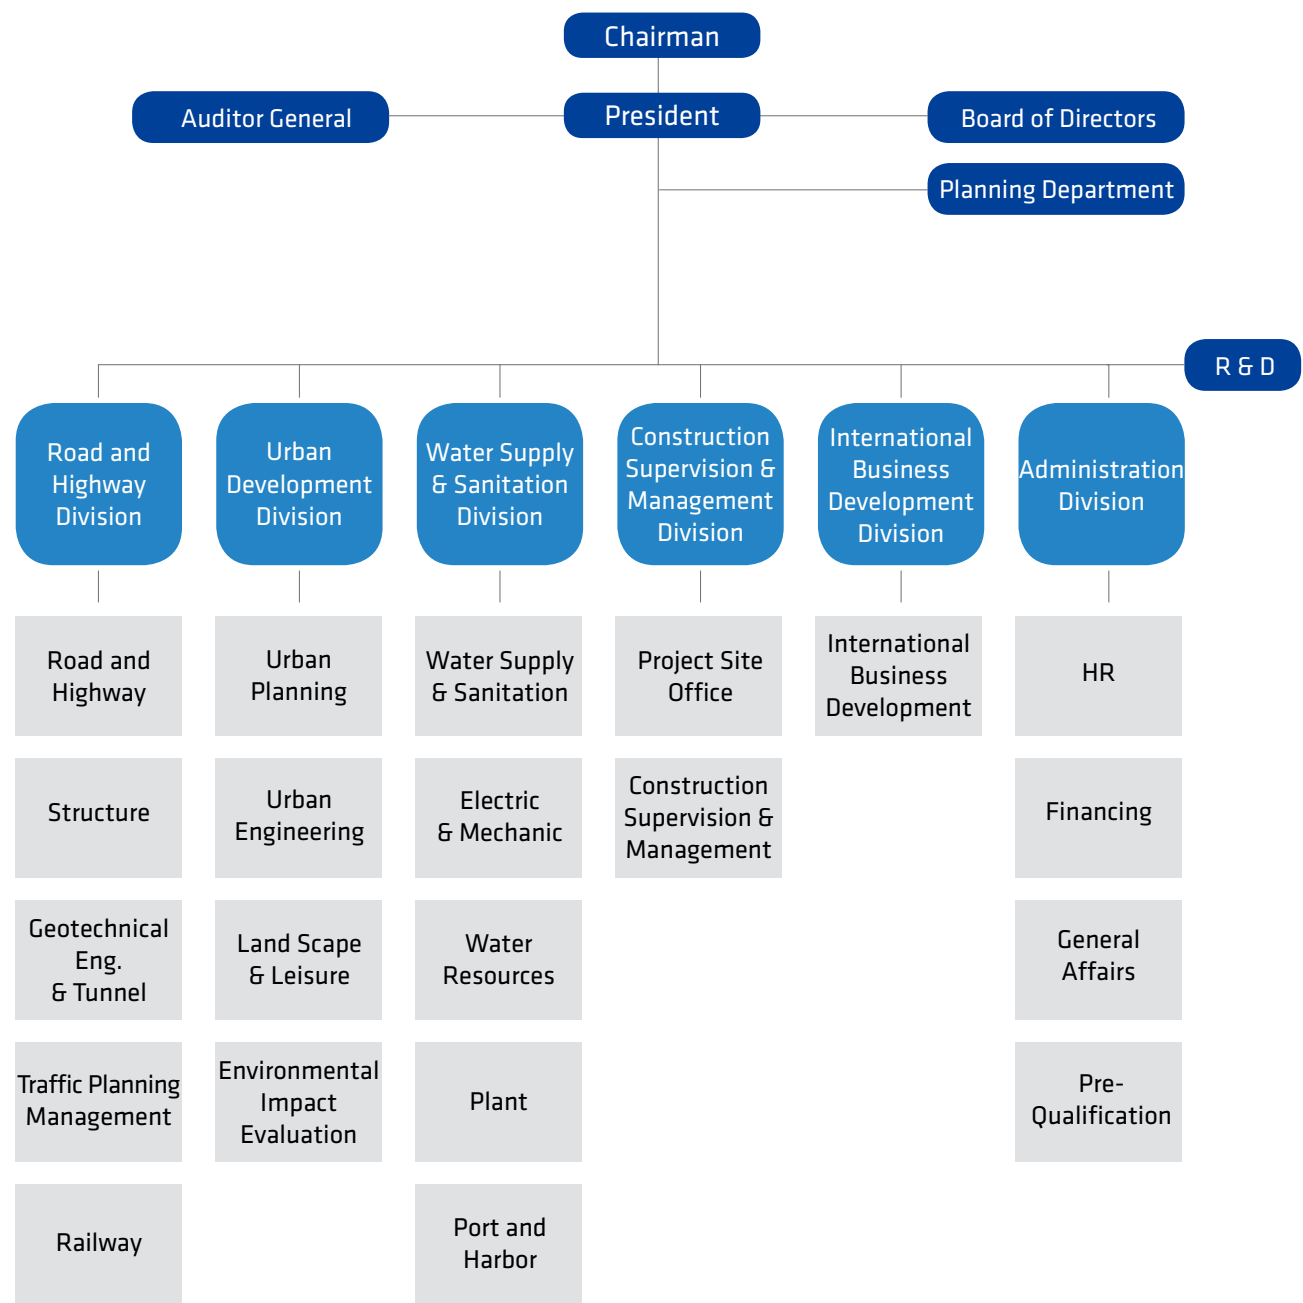 Chairman
Auditor General
President
Board of Directors
Planning Department
R & D
Road and
Highway
Division
Urban
Development
Division
Water Supply
& Sanitation
Division
Construction
Supervision &
Management
Division
International
Business
Development
Division
Administration
Division
Road and
Highway
Urban
Planning
Water Supply
& Sanitation
Project Site
Office
International
Business
Development
HR
Structure
Urban
Engineering
Electric
& Mechanic
Construction
Supervision &
Management
Financing
Geotechnical
Eng.
& Tunnel
Land Scape
& Leisure
Water
Resources
General
Affairs
Traffic Planning
Management
Environmental
Impact
Evaluation
Plant
Pre-
Qualification
Railway
Port and
Harbor